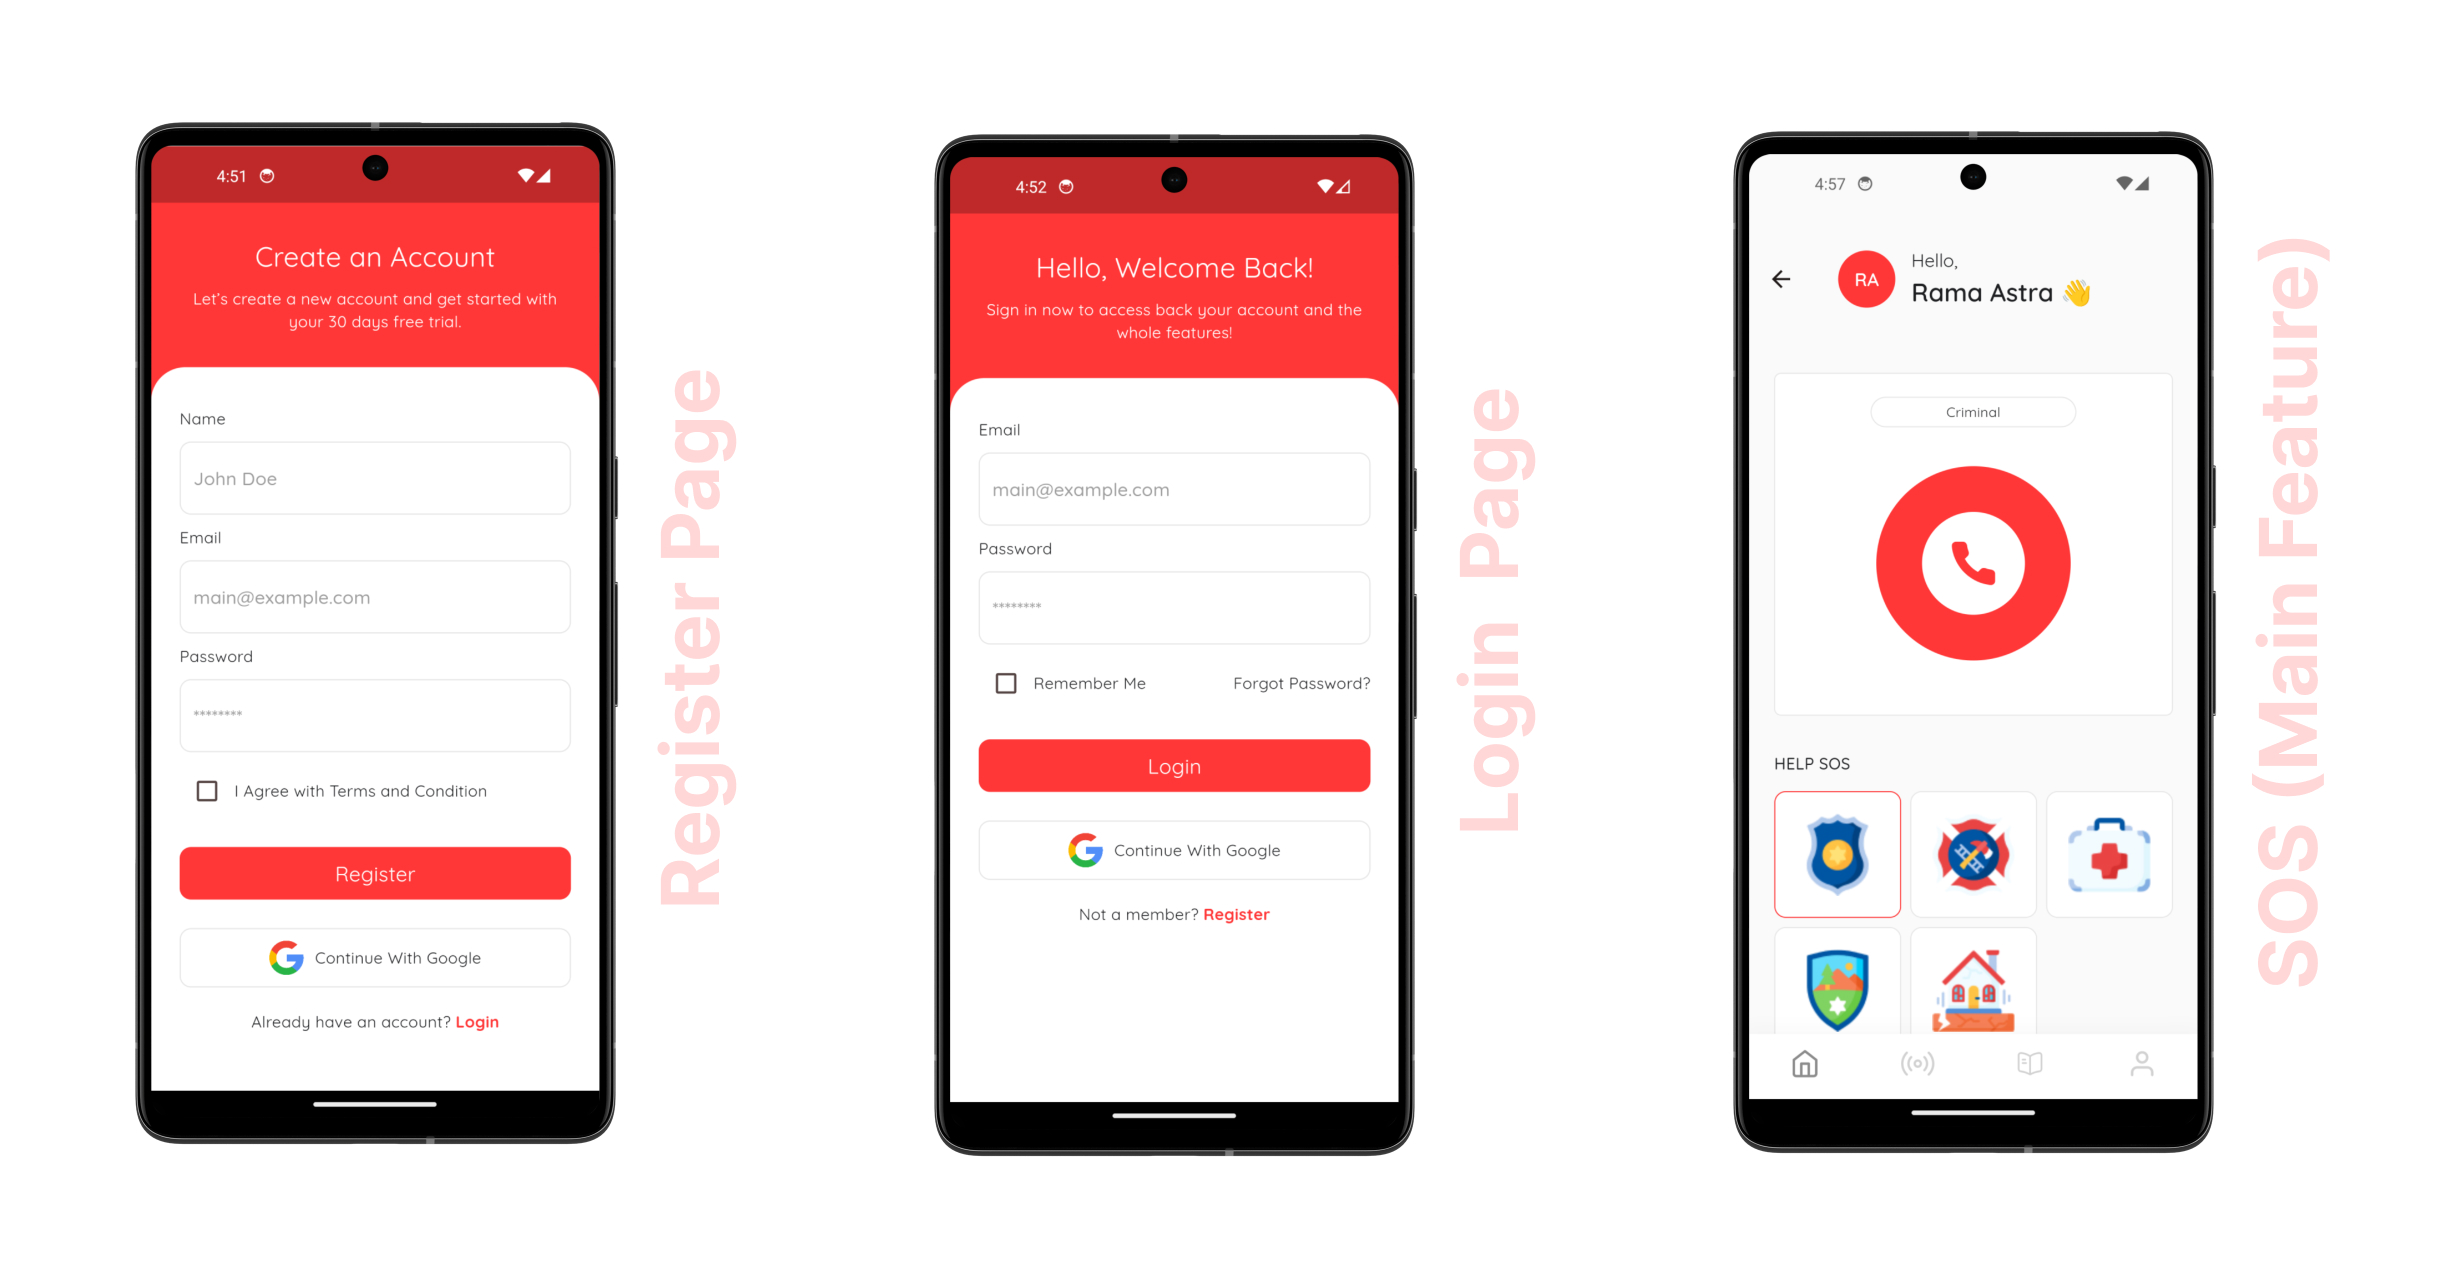 4:51
Create an Account
Let's create a new account and get started with
your 30 days free trial.
Name
John Doe
Email
main@example.com
Password
********
I Agree with Terms and Condition
Register
Continue With Google
Already have an account? Login
Register Page
4:52
Hello, Welcome Back!
Sign in now to access back your account and the
whole features!
Email
main@example.com
Password
********
Remember Me
Forgot Password?
Login
Continue With Google
Not a member? Register
Login Page
4:57
RA
Hello,
Rama Astra 👋
Criminal
HELP SOS
SOS (Main Feature)